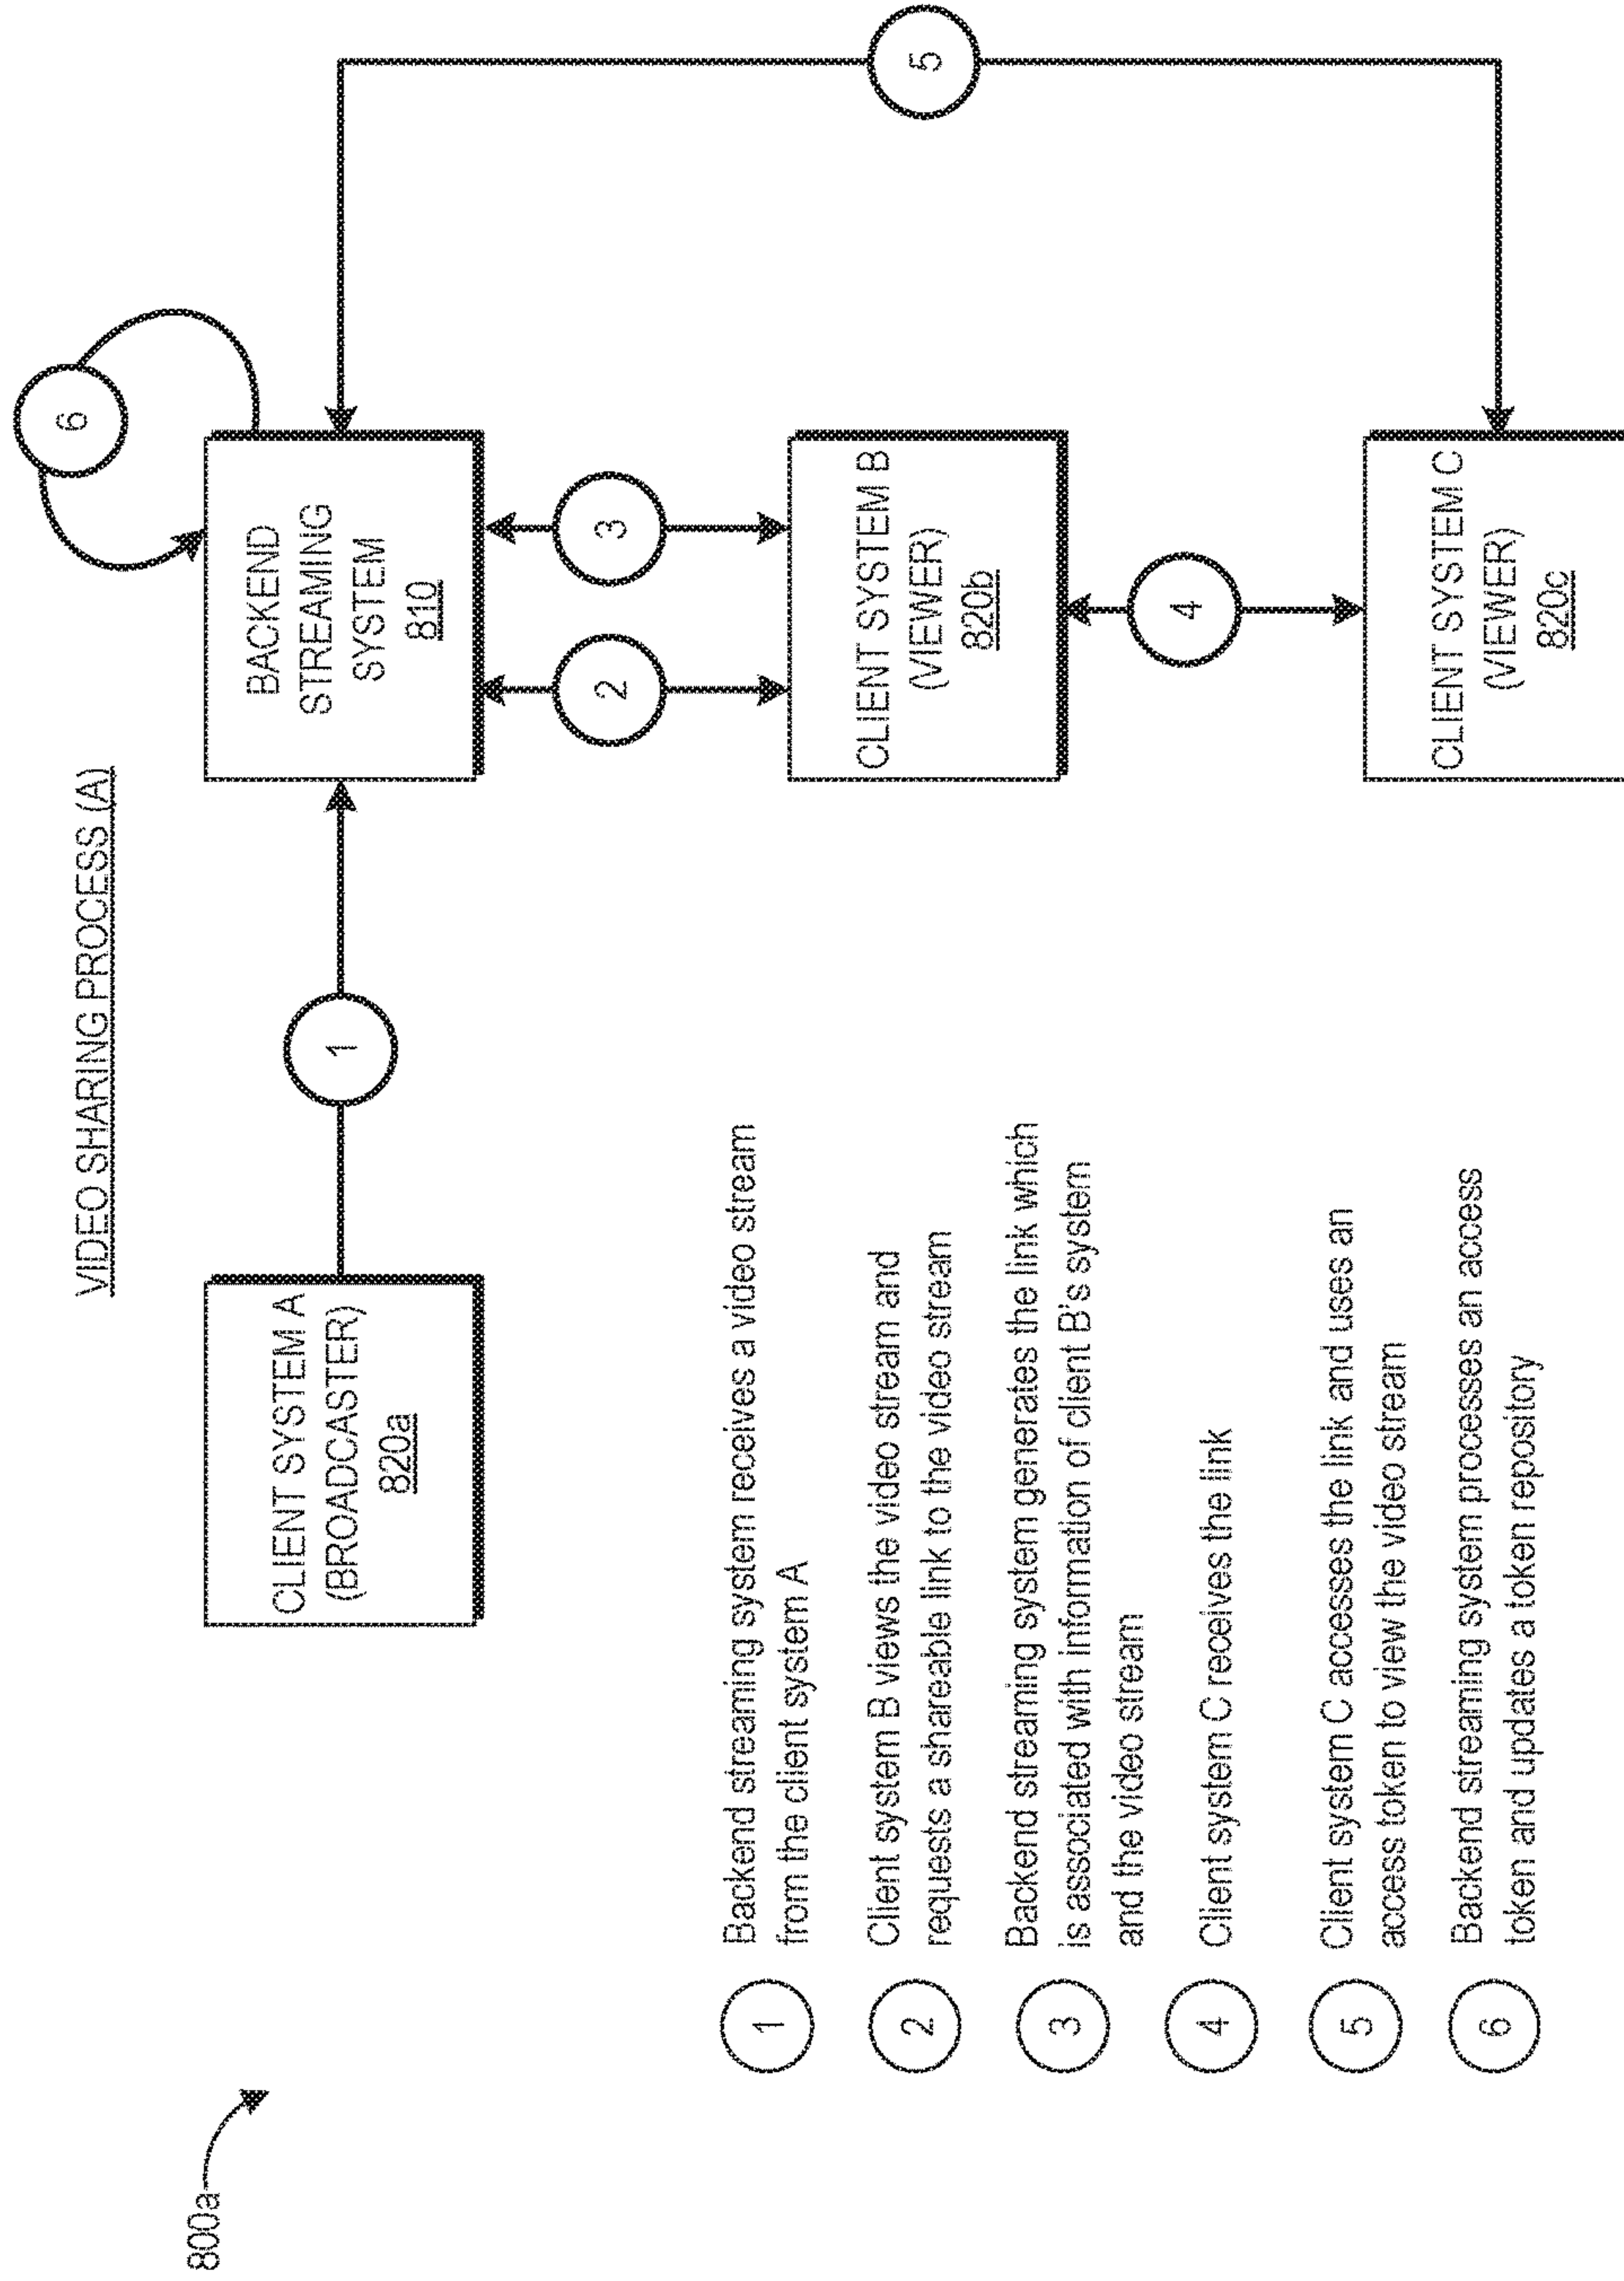 800a
VIDEO SHARING PROCESS (A)
CLIENT SYSTEM A
(BROADCASTER)
820a
1
BACKEND
STREAMING
SYSTEM
810
6
2
3
5
CLIENT SYSTEM B
(VIEWER)
820b
4
CLIENT SYSTEM C
(VIEWER)
820c
1 Backend streaming system receives a video stream
from the client system A
2 Client system B views the video stream and
requests a shareable link to the video stream
3 Backend streaming system generates the link which
is associated with information of client B's system
and the video stream
4 Client system C receives the link
5 Client system C accesses the link and uses an
access token to view the video stream
6 Backend streaming system processes an access
token and updates a token repository